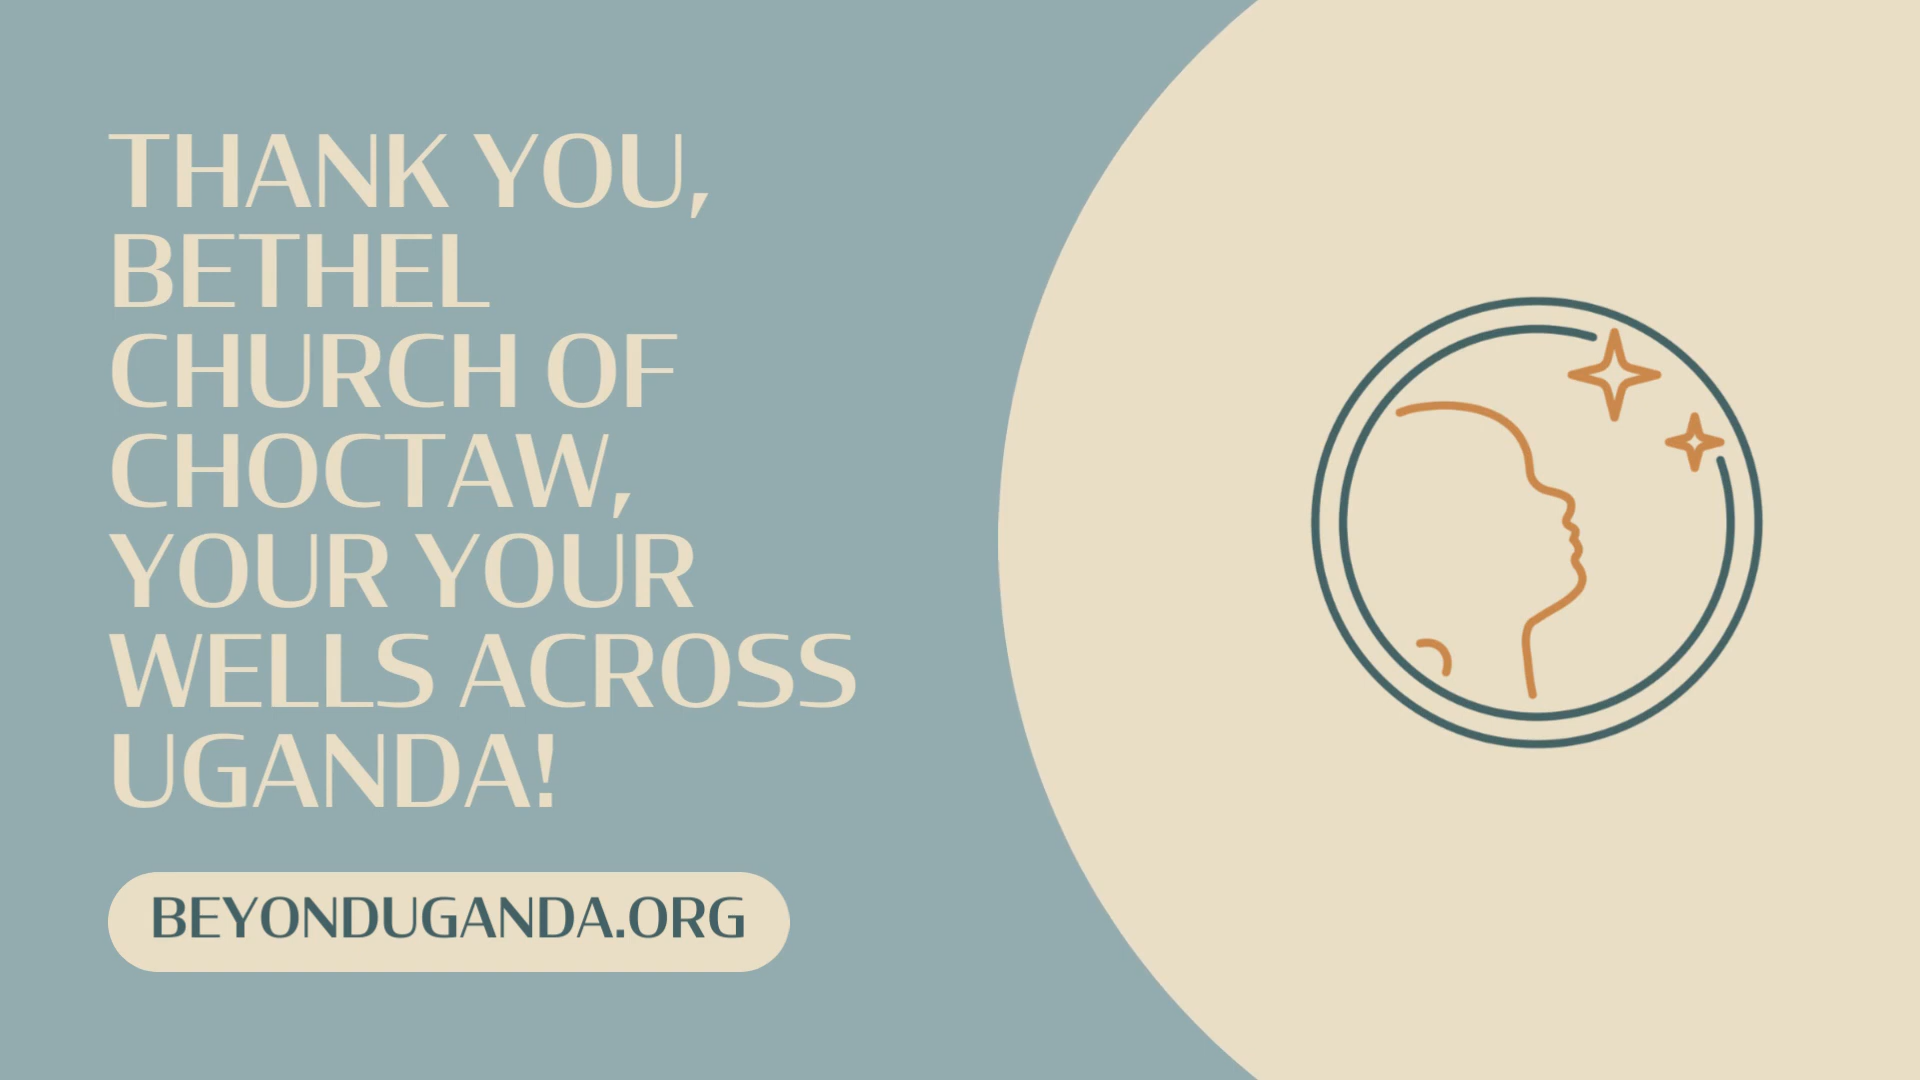 THANK YOU,
BETHEL
CHURCH OF
CHOCTAW,
YOUR YOUR
WELLS ACROSS
UGANDA!
BEYONDUGANDA.ORG